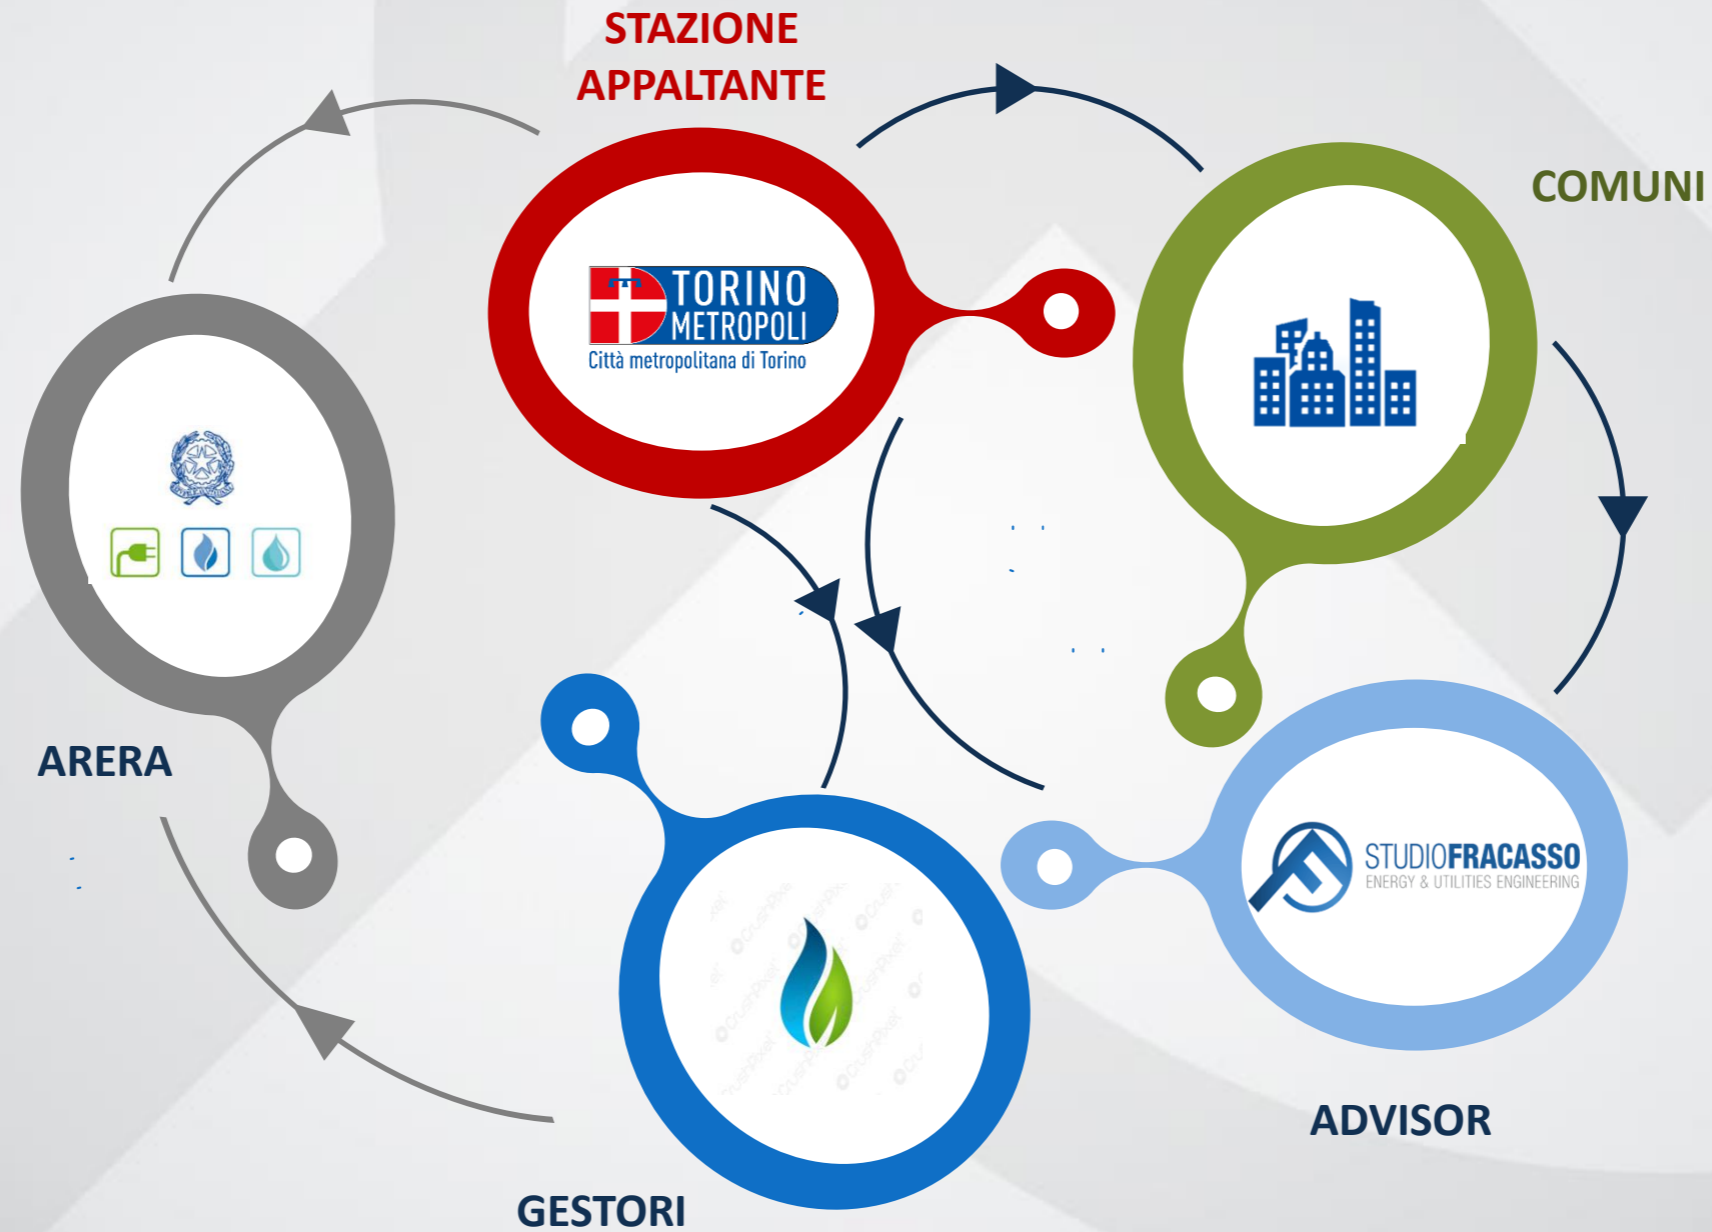 STAZIONE
APPALTANTE
COMUNI
TORINO
METROPOLI
Città metropolitana di Torino
ARERA
STUDIOFRACASSO
ENERGY & UTILITIES ENGINEERING
ADVISOR
GESTORI